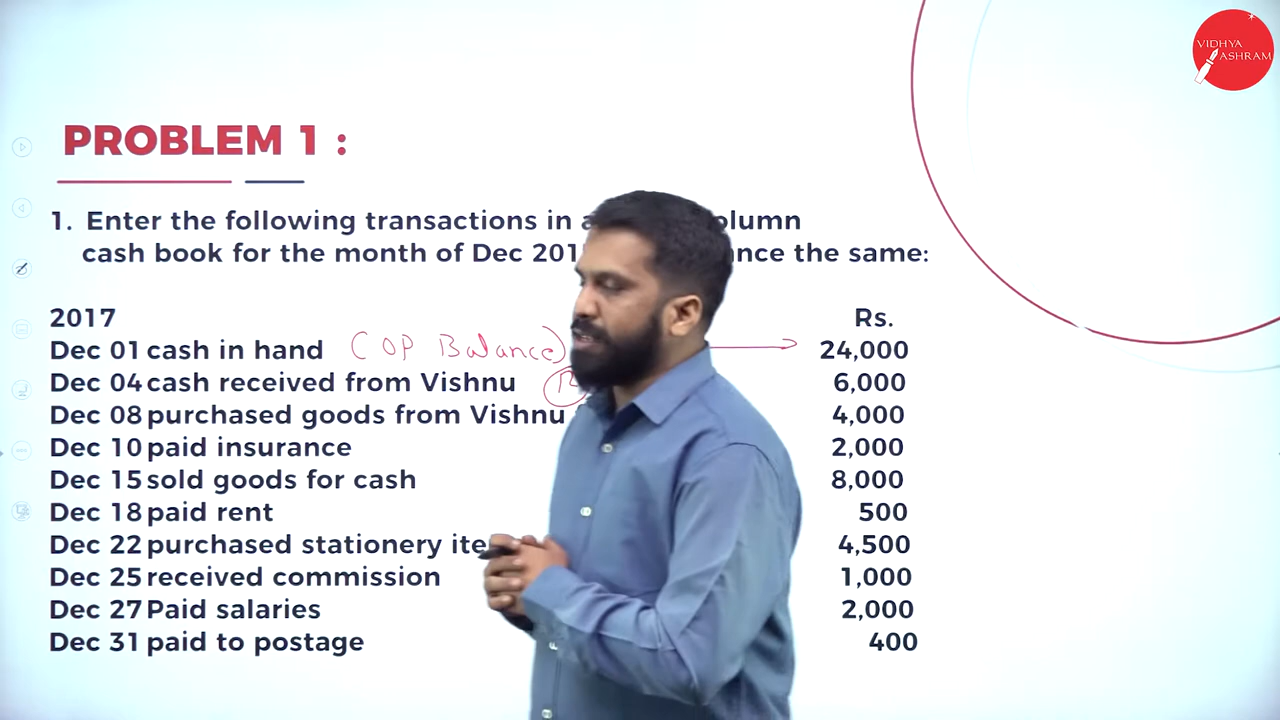 VIDHYA
ASHRAM
PROBLEM 1 :
1. Enter the following transactions in a olumn
cash book for the month of Dec 201 nce the same:
2017 Rs.
Dec 01 cash in hand (OP Balance) 24,000
Dec 04 cash received from Vishnu 6,000
Dec 08 purchased goods from Vishnu 4,000
Dec 10 paid insurance 2,000
Dec 15 sold goods for cash 8,000
Dec 18 paid rent 500
Dec 22 purchased stationery ite 4,500
Dec 25 received commission 1,000
Dec 27 Paid salaries 2,000
Dec 31 paid to postage 400